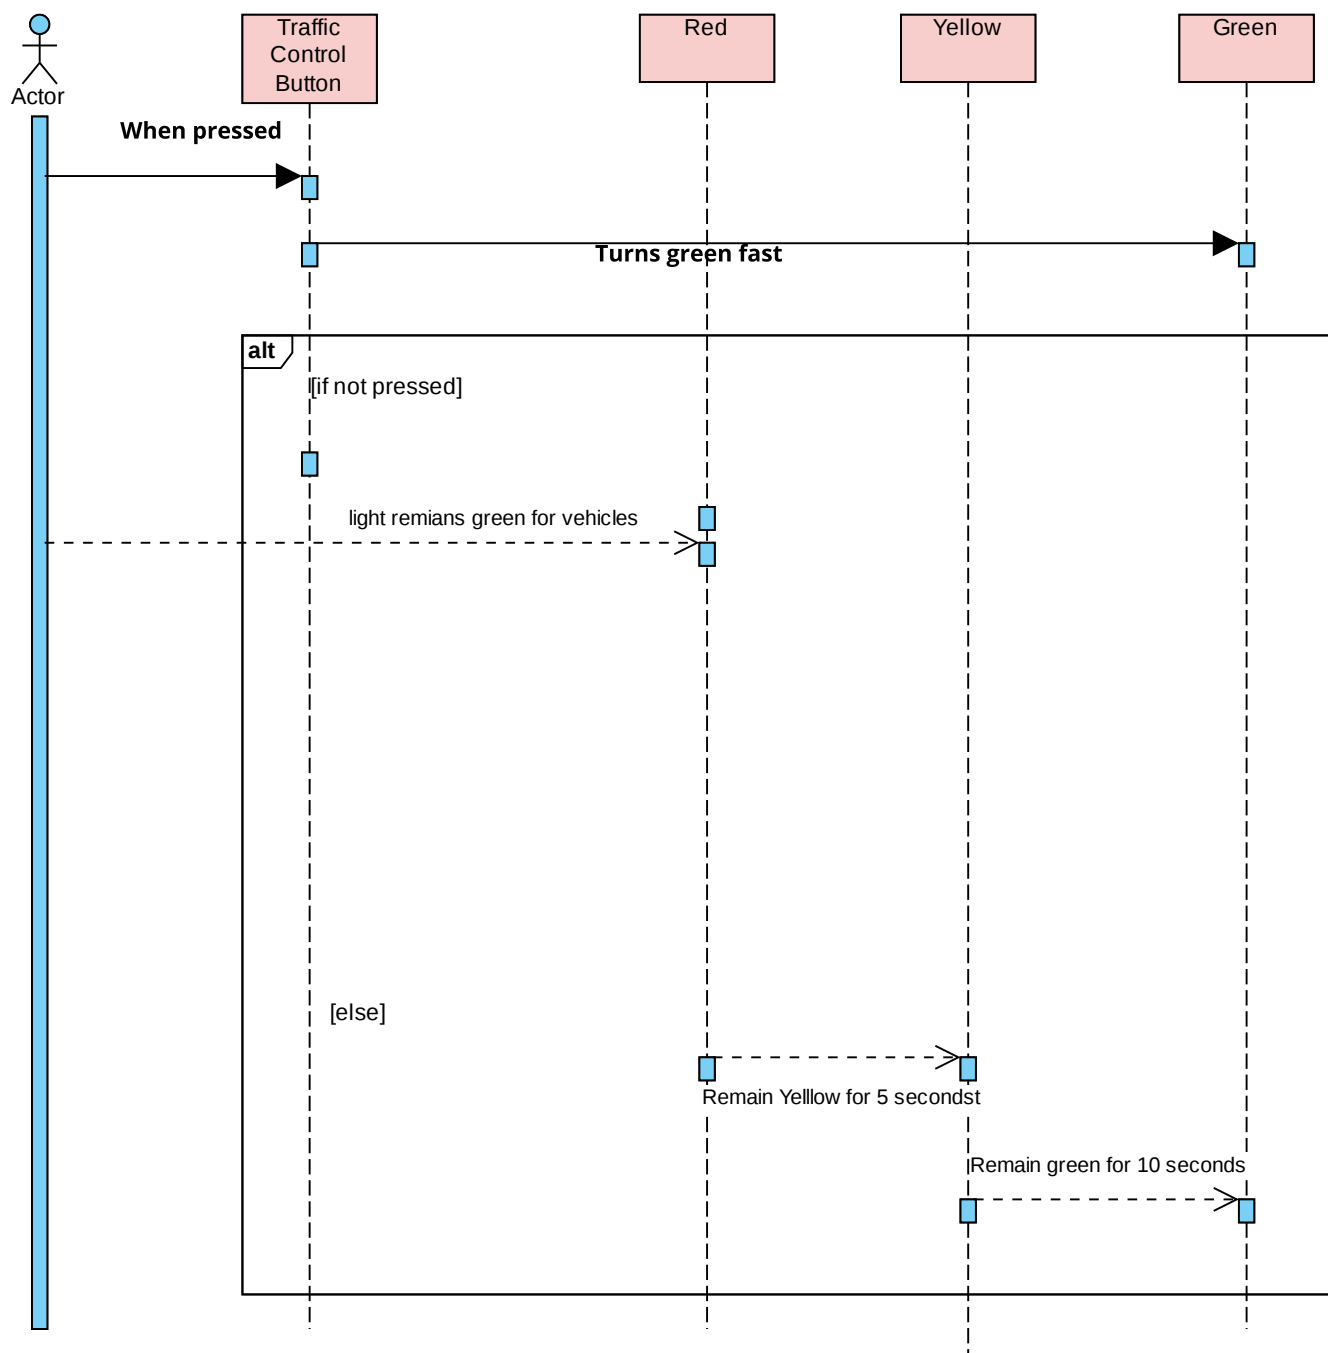 Actor
Traffic
Control
Button
Red
Yellow
Green
When pressed
Turns green fast
alt
[if not pressed]
light remians green for vehicles
[else]
Remain Yelllow for 5 secondst
Remain green for 10 seconds